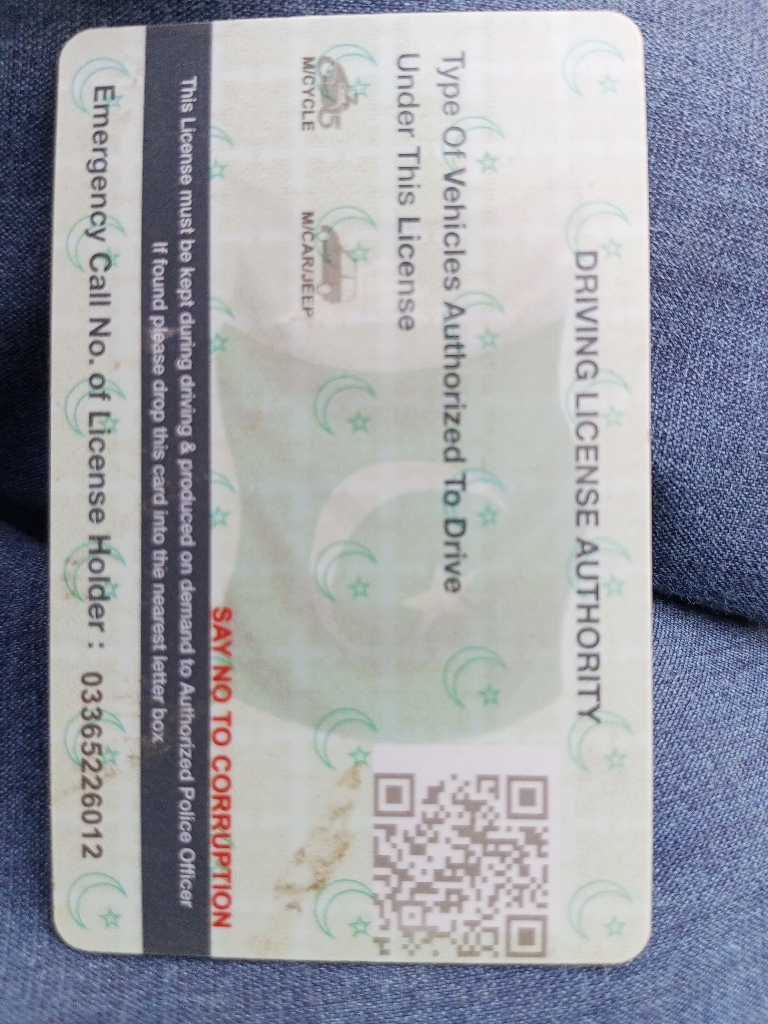 DRIVING LICENSE AUTHORITY
Type Of Vehicles Authorized To Drive
Under This License
M/CYCLE
M/CAR/JEEP
SAY NO TO CORRUPTION
This License must be kept during driving & produced on demand to Authorized Police Officer
If found please drop this card into the nearest letter box
Emergency Call No. of License Holder : 03365226012